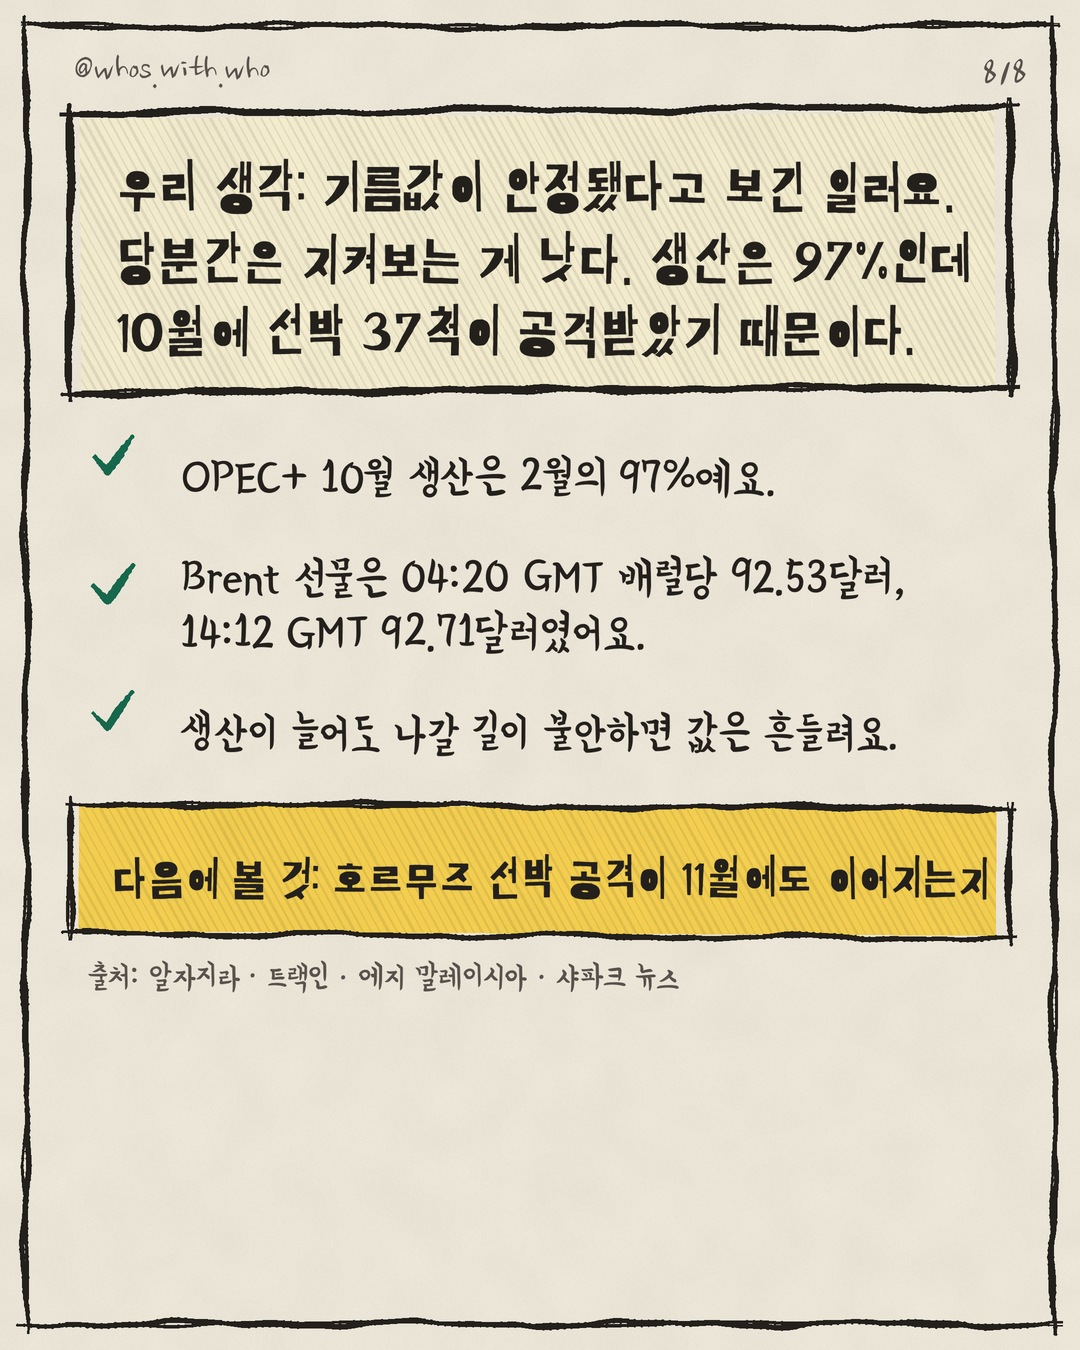 @whos.with.who
8/8
우리 생각: 기름값이 안정됐다고 보긴 일러요.
당분간은 지켜보는 게 낫다. 생산은 97%인데
10월에 선박 37척이 공격받았기 때문이다.
OPEC+ 10월 생산은 2월의 97%예요.
Brent 선물은 04:20 GMT 배럴당 92.53달러,
14:12 GMT 92.71달러였어요.
생산이 늘어도 나갈 길이 불안하면 값은 흔들려요.
다음에 볼 것: 호르무즈 선박 공격이 11월에도 이어지는지
출처: 알자지라 · 트랙인 · 에지 말레이시아 · 샤파크 뉴스